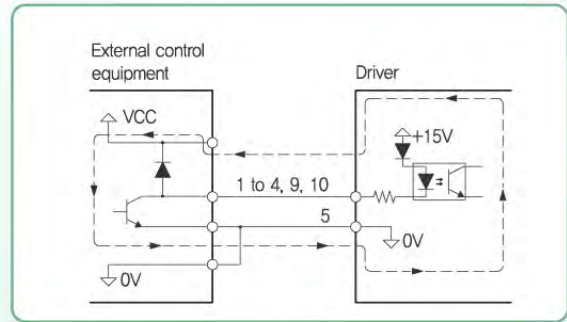 External control
equipment
Driver
VCC
+15V
1 to 4, 9, 10
5
0V
0V